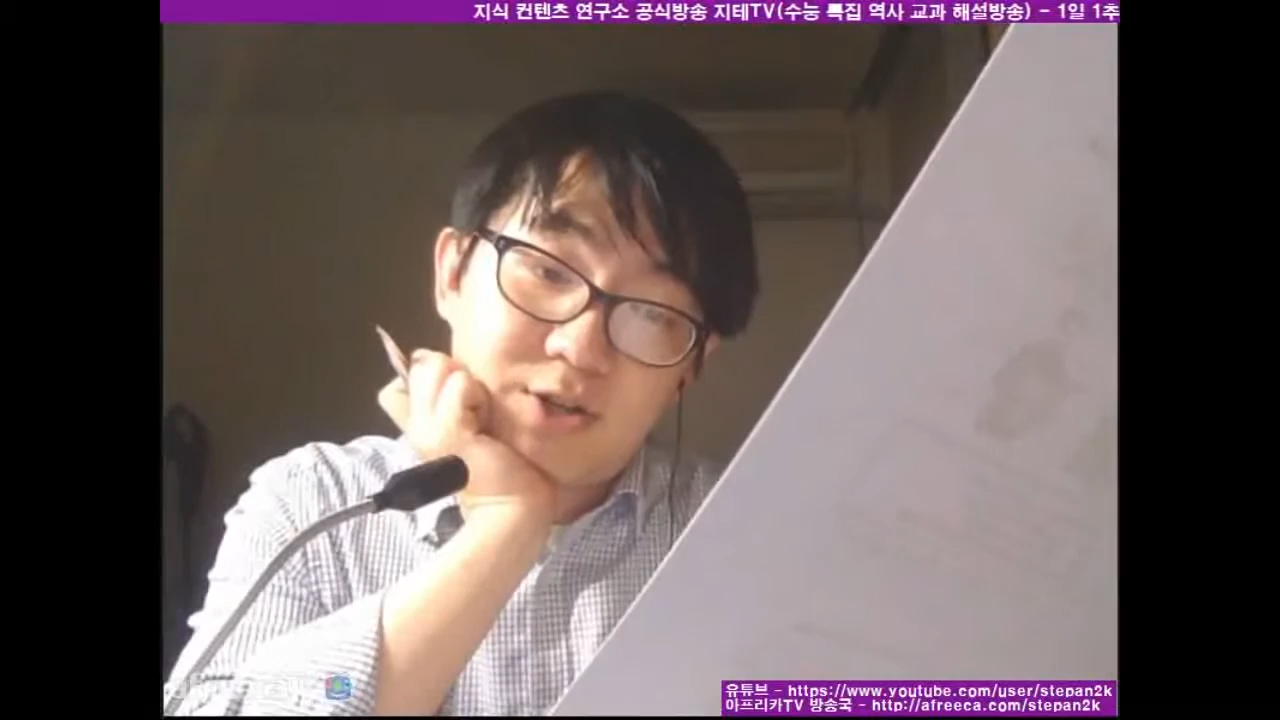 지식 컨텐츠 연구소 공식방송 지테TV(수능 특집 역사 교과 해설방송) - 1일 1추
유튜브 - https://www.youtube.com/user/stepan2k
아프리카TV 방송국 - http://afreeca.com/stepan2k